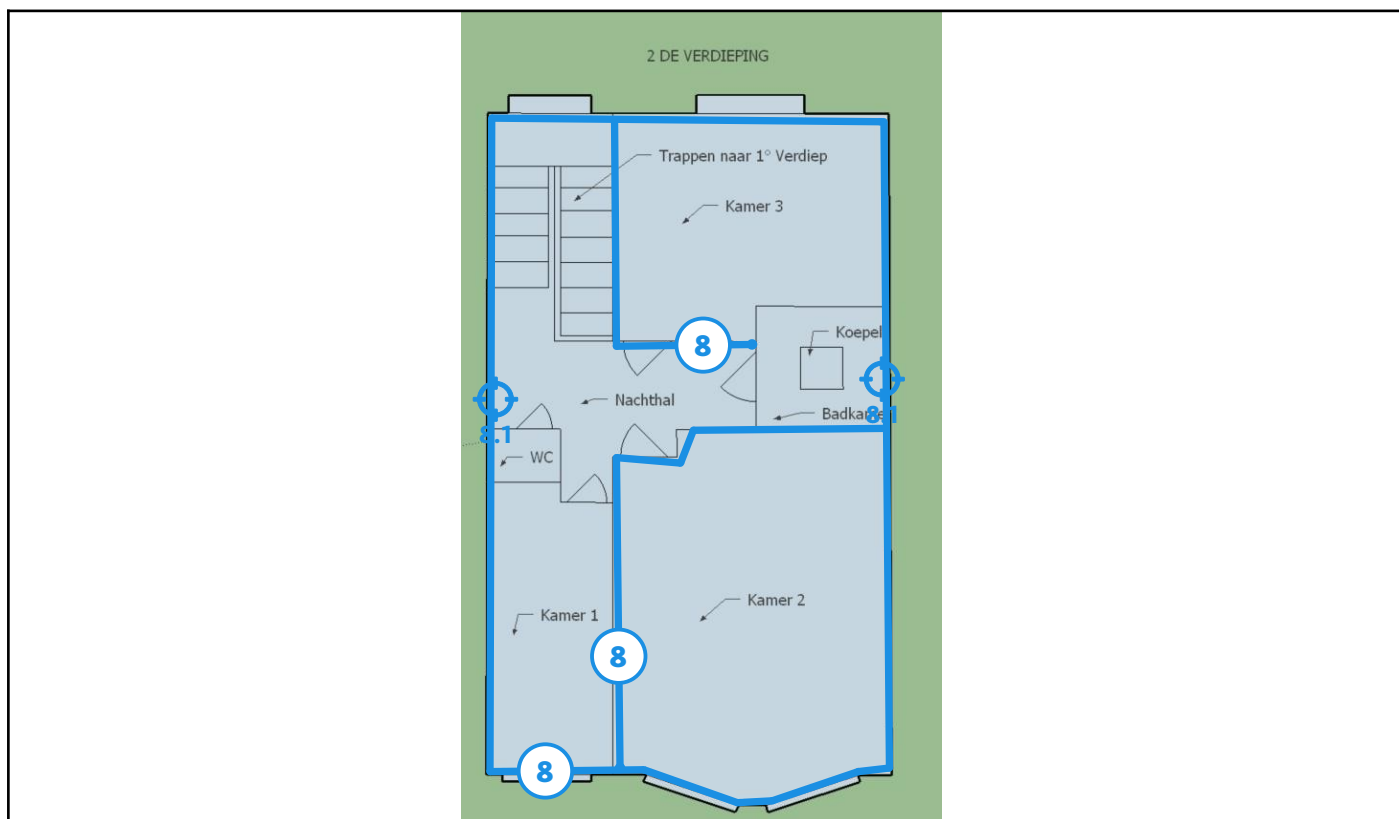 2 DE VERDIEPING
Trappen naar 1° Verdiep
Kamer 3
Koepel
8
Nachthal
Badkame
8.1
8.1
WC
Kamer 2
Kamer 1
8
8